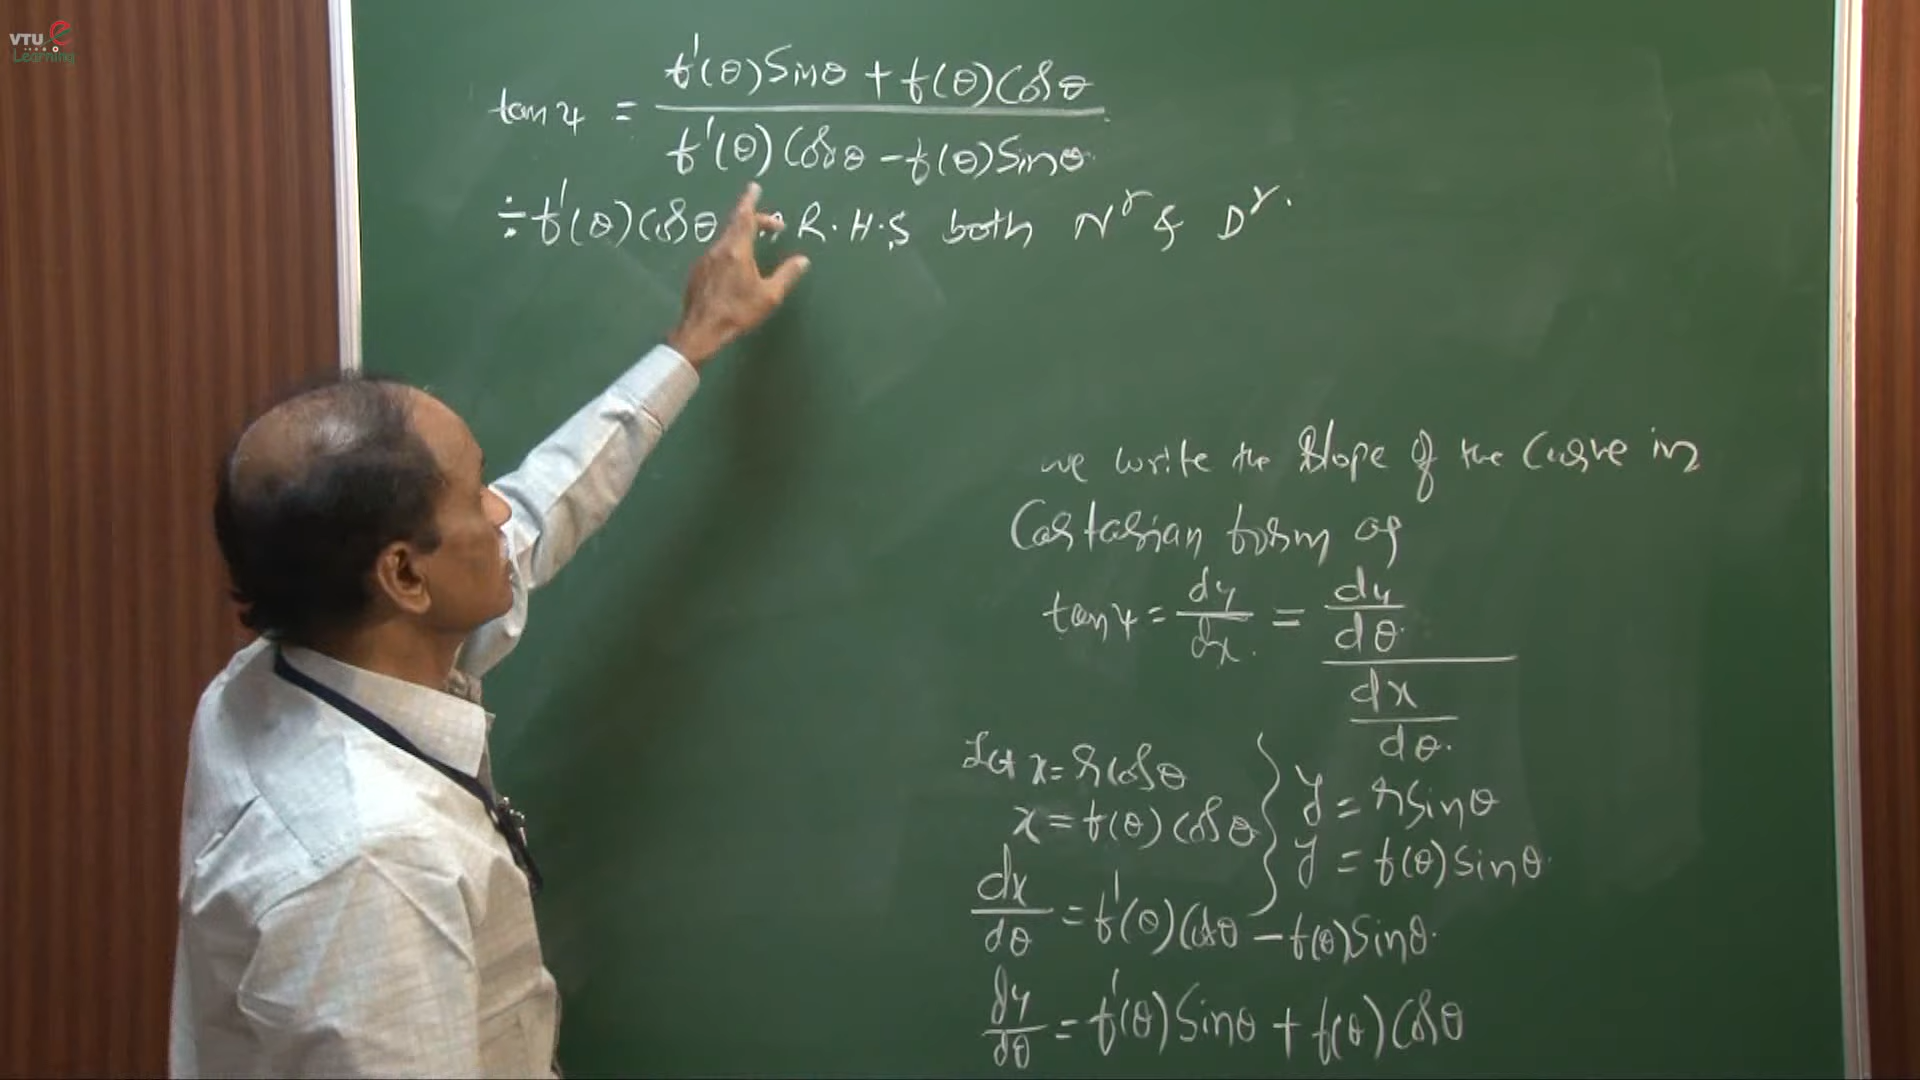 VTU e
Learning
tan ψ = f'(θ) Sinθ + f(θ) Cosθ
f'(θ) Cosθ - f(θ) Sinθ
÷ f'(θ) Cosθ R.H.S both Nʳ & Dʳ.
we write the Slope of the Curve in
Cartasian form as
tan ψ = dy/dx = dy/dθ
dx/dθ.
Let x = r cosθ
y = r sinθ
x = f(θ) cosθ
y = f(θ) sinθ.
dx/dθ = f'(θ) Cosθ - f(θ) Sinθ.
dy/dθ = f'(θ) Sinθ + f(θ) Cosθ